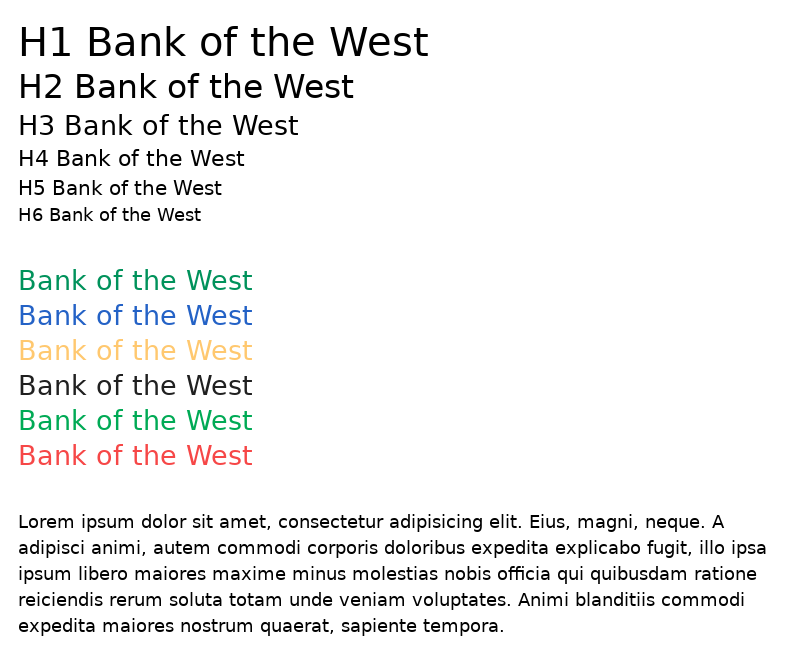 H1 Bank of the West
H2 Bank of the West
H3 Bank of the West
H4 Bank of the West
H5 Bank of the West
H6 Bank of the West
Bank of the West
Bank of the West
Bank of the West
Bank of the West
Bank of the West
Bank of the West
Lorem ipsum dolor sit amet, consectetur adipisicing elit. Eius, magni, neque. A
adipisci animi, autem commodi corporis doloribus expedita explicabo fugit, illo ipsa
ipsum libero maiores maxime minus molestias nobis officia qui quibusdam ratione
reiciendis rerum soluta totam unde veniam voluptates. Animi blanditiis commodi
expedita maiores nostrum quaerat, sapiente tempora.